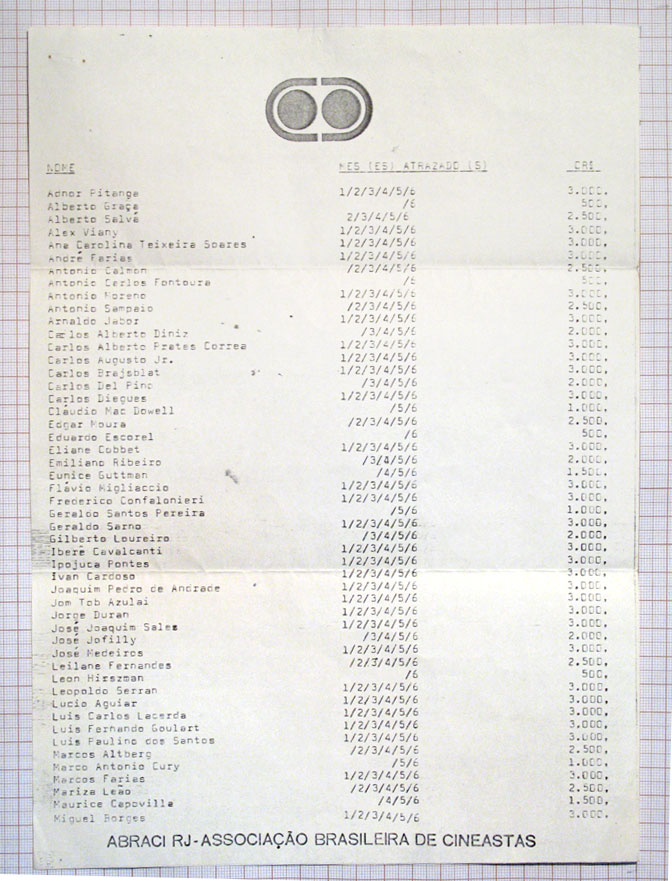 NOME MES (ES) ATRAZADO (S) CR$
Adnor Pitanga 1/2/3/4/5/6 3.000,
Alberto Graça /6 500,
Alberto Salvá 2/3/4/5/6 2.500,
Alex Viany 1/2/3/4/5/6 3.000,
Ana Carolina Teixeira Soares 1/2/3/4/5/6 3.000,
André Farias 1/2/3/4/5/6 3.000,
Antonio Calmon /2/3/4/5/6 2.500,
Antonio Carlos Fontoura /6 500,
Antonio Moreno 1/2/3/4/5/6 3.000,
Antonio Sampaio /2/3/4/5/6 2.500,
Arnaldo Jabor 1/2/3/4/5/6 3.000,
Carlos Alberto Diniz /3/4/5/6 2.000,
Carlos Alberto Prates Correa 1/2/3/4/5/6 3.000,
Carlos Augusto Jr. 1/2/3/4/5/6 3.000,
Carlos Brajsblat 1/2/3/4/5/6 3.000,
Carlos Del Pino /3/4/5/6 2.000,
Carlos Diegues 1/2/3/4/5/6 3.000,
Cláudio Mac Dowell /5/6 1.000,
Edgar Moura /2/3/4/5/6 2.500,
Eduardo Escorel /6 500,
Eliane Cobbet 1/2/3/4/5/6 3.000,
Emiliano Ribeiro /3/4/5/6 2.000,
Eunice Guttman /4/5/6 1.500,
Flávio Migliaccio 1/2/3/4/5/6 3.000,
Frederico Confalonieri 1/2/3/4/5/6 3.000,
Geraldo Santos Pereira /5/6 1.000,
Geraldo Sarno 1/2/3/4/5/6 3.000,
Gilberto Loureiro /3/4/5/6 2.000,
Iberê Cavalcanti 1/2/3/4/5/6 3.000,
Ipojuca Pontes 1/2/3/4/5/6 3.000,
Ivan Cardoso 1/2/3/4/5/6 3.000,
Joaquim Pedro de Andrade 1/2/3/4/5/6 3.000,
Jom Tob Azulai 1/2/3/4/5/6 3.000,
Jorge Duran 1/2/3/4/5/6 3.000,
José Joaquim Sales 1/2/3/4/5/6 3.000,
José Jofilly /3/4/5/6 2.000,
José Medeiros 1/2/3/4/5/6 3.000,
Leilane Fernandes /2/3/4/5/6 2.500,
Leon Hirszman /6 500,
Leopoldo Serran 1/2/3/4/5/6 3.000,
Lucio Aguiar 1/2/3/4/5/6 3.000,
Luis Carlos Lacerda 1/2/3/4/5/6 3.000,
Luis Fernando Goulart 1/2/3/4/5/6 3.000,
Luis Paulino dos Santos 1/2/3/4/5/6 3.000,
Marcos Altberg /2/3/4/5/6 2.500,
Marco Antonio Cury /5/6 1.000,
Marcos Farias 1/2/3/4/5/6 3.000,
Mariza Leão /2/3/4/5/6 2.500,
Maurice Capovilla /4/5/6 1.500,
Miguel Borges 1/2/3/4/5/6 3.000,
ABRACI RJ-ASSOCIAÇÃO BRASILEIRA DE CINEASTAS